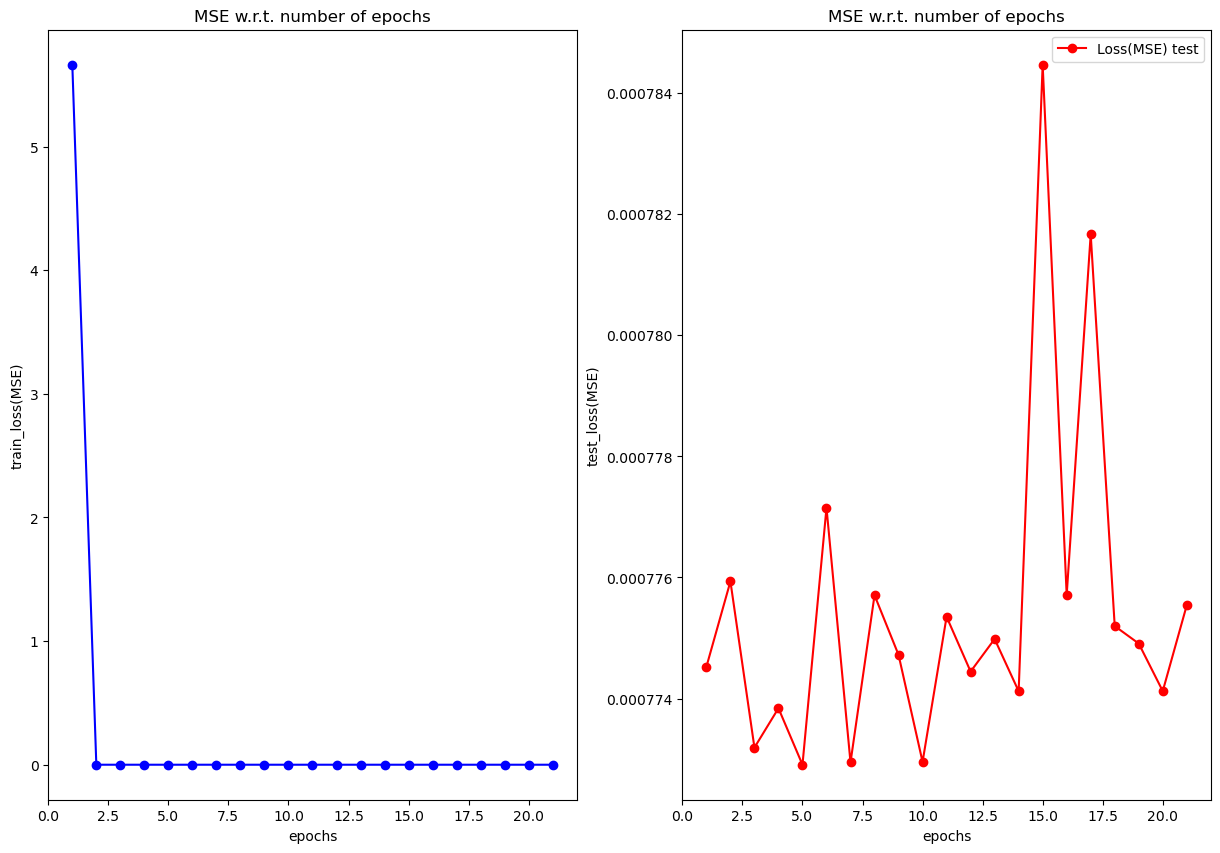 MSE w.r.t. number of epochs
train_loss(MSE)
5
4
3
2
1
0
0.0 2.5 5.0 7.5 10.0 12.5 15.0 17.5 20.0
epochs
MSE w.r.t. number of epochs
Loss(MSE) test
test_loss(MSE)
0.000784
0.000782
0.000780
0.000778
0.000776
0.000774
0.0 2.5 5.0 7.5 10.0 12.5 15.0 17.5 20.0
epochs